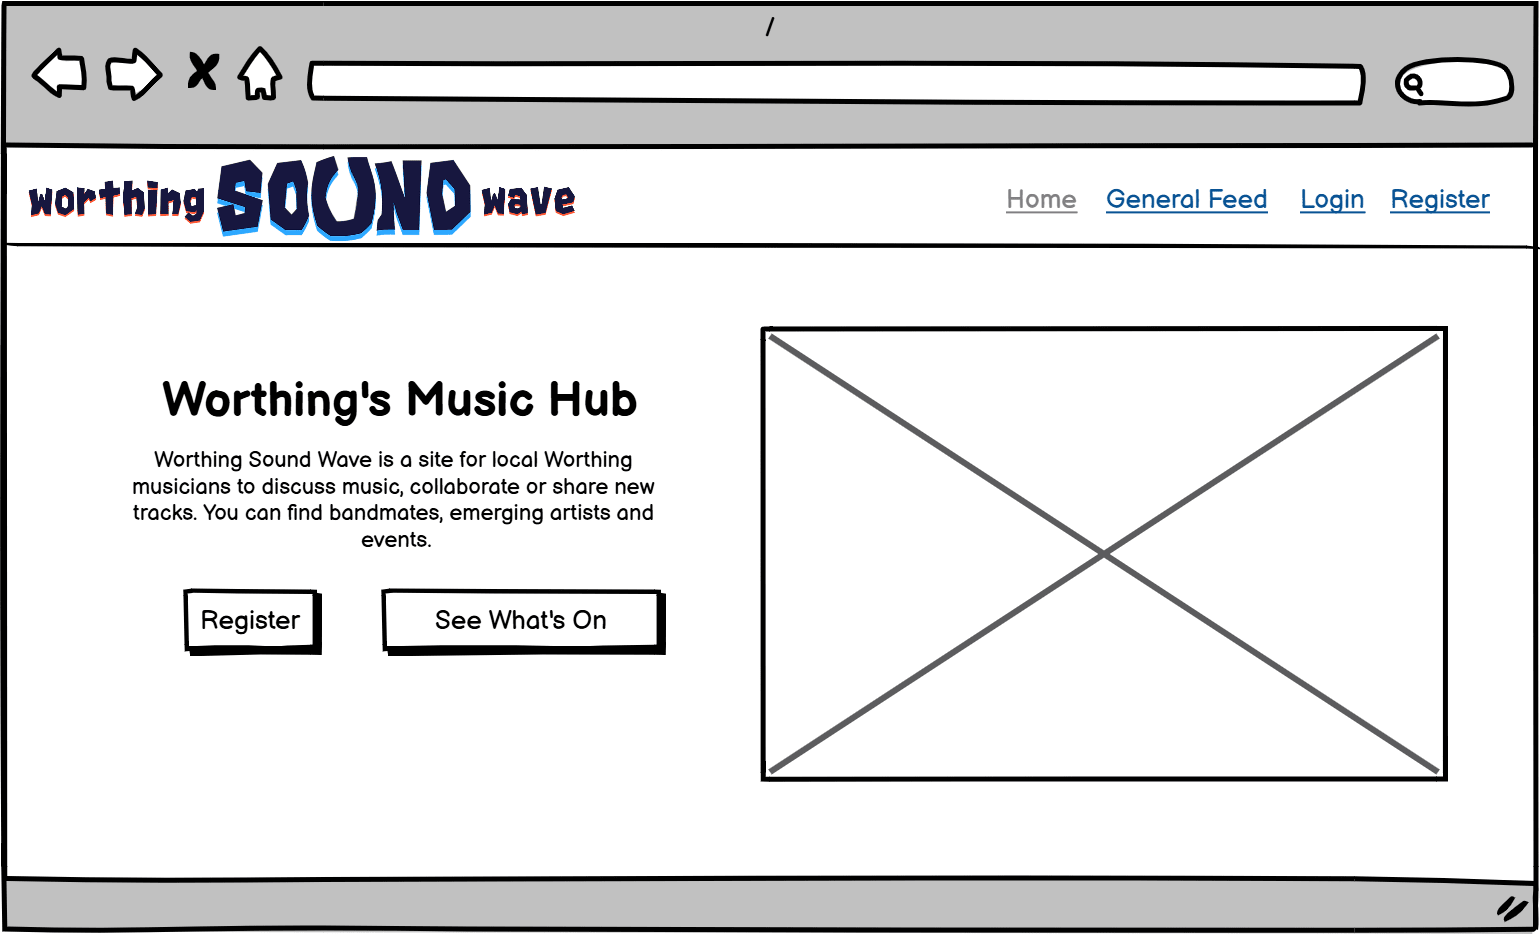 /
worthing SOUND wave
Home General Feed Login Register
Worthing's Music Hub
Worthing Sound Wave is a site for local Worthing
musicians to discuss music, collaborate or share new
tracks. You can find bandmates, emerging artists and
events.
Register See What's On